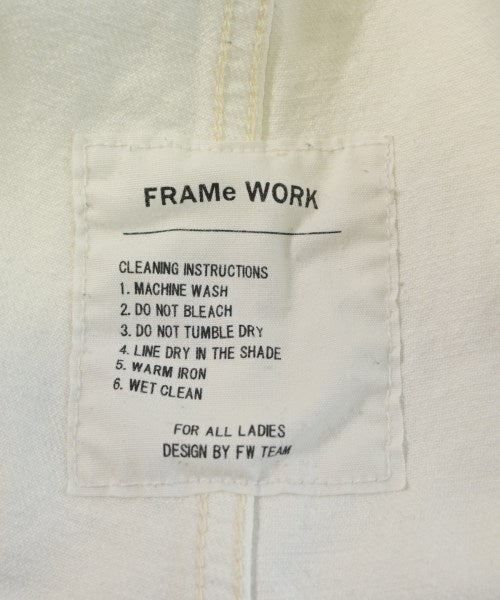 FRAMe WORK
CLEANING INSTRUCTIONS
1. MACHINE WASH
2. DO NOT BLEACH
3. DO NOT TUMBLE DRY
4. LINE DRY IN THE SHADE
5. WARM IRON
6. WET CLEAN
FOR ALL LADIES
DESIGN BY FW TEAM